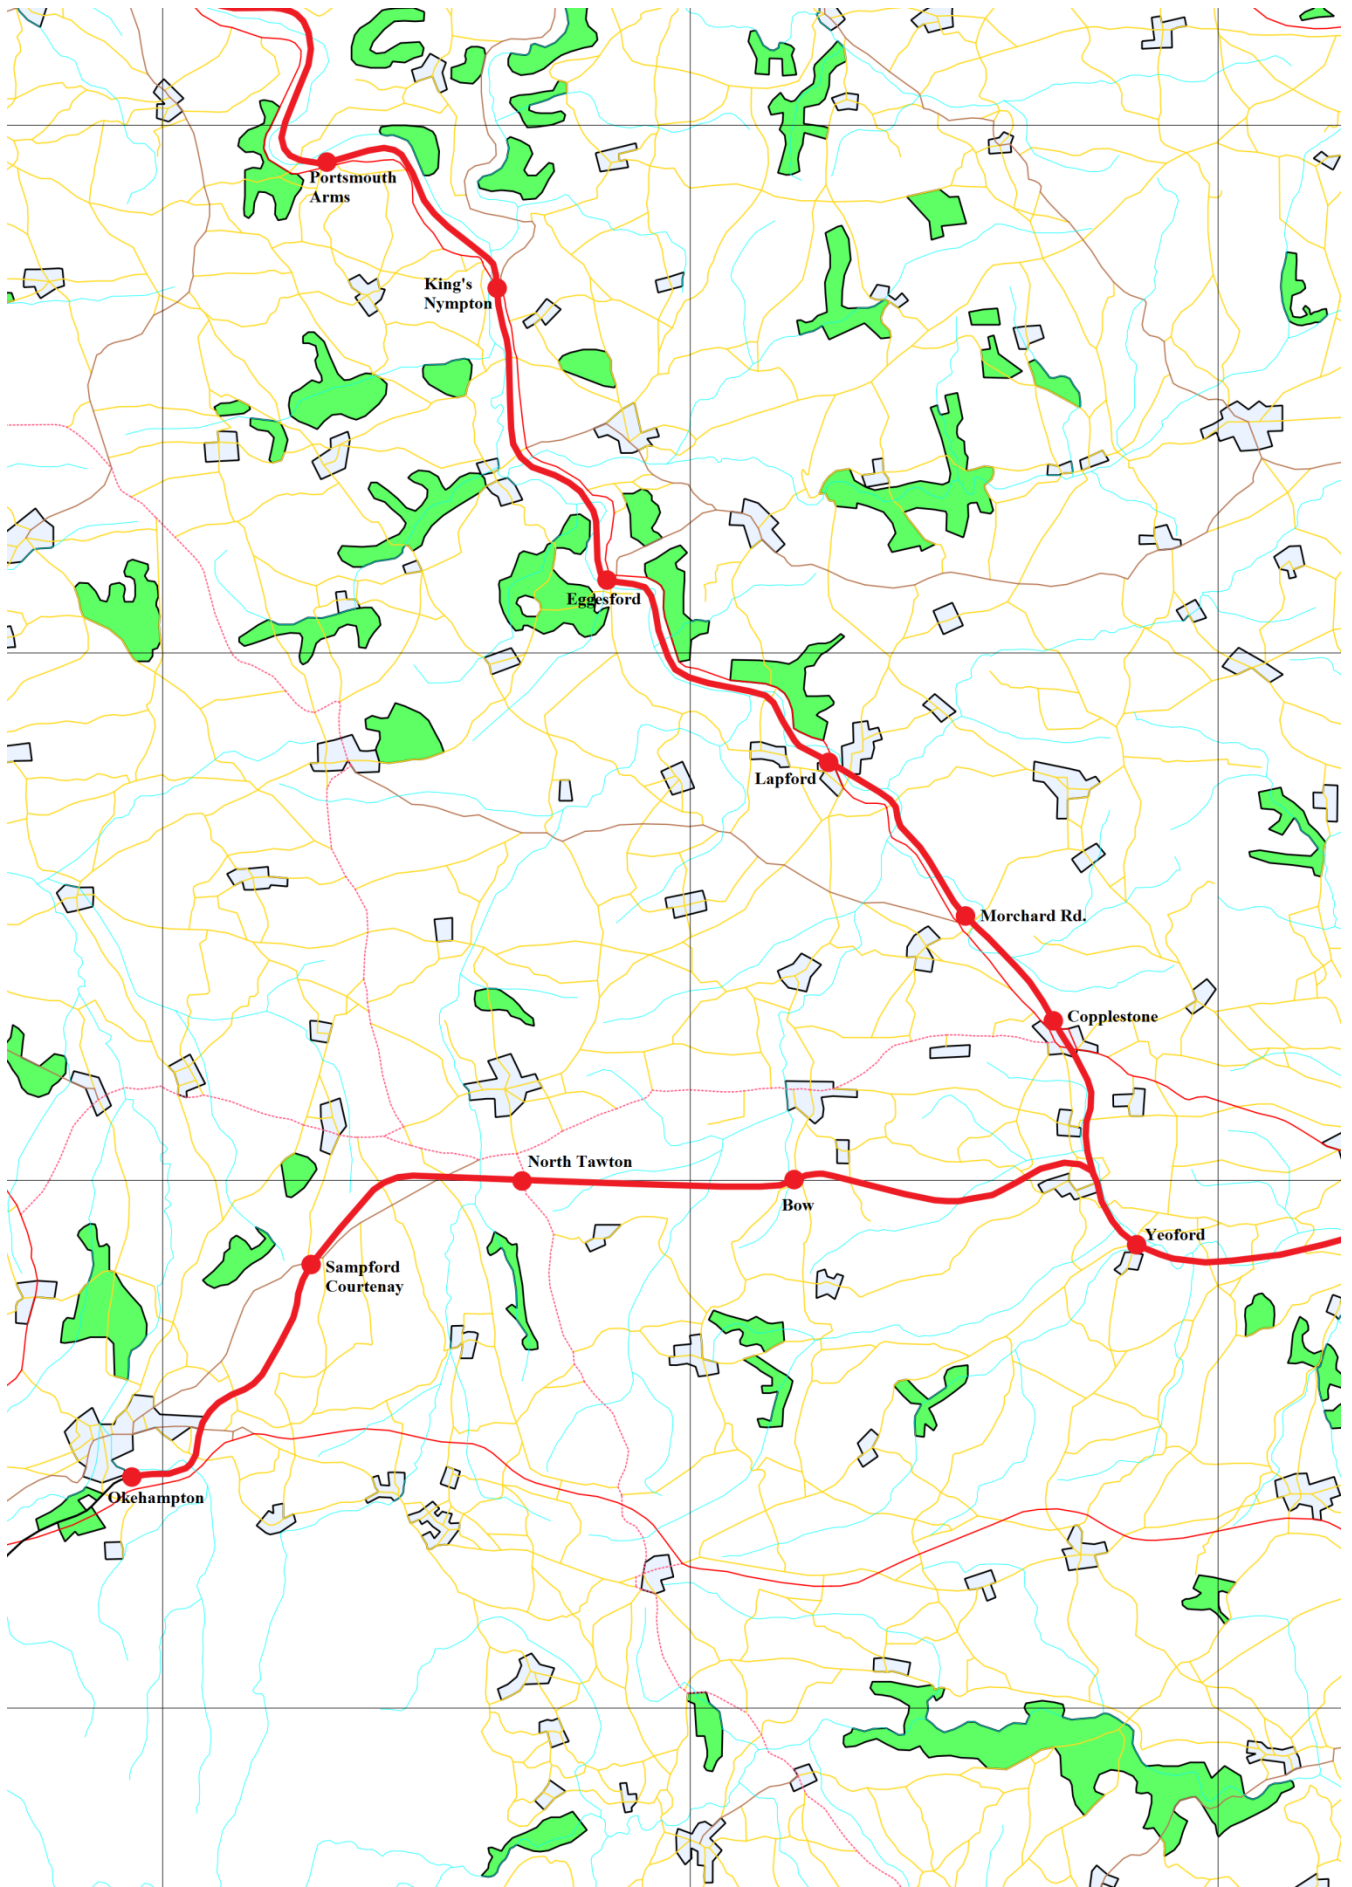 Portsmouth
Arms
King's
Nympton
Eggesford
Lapford
Morchard Rd.
Copplestone
North Tawton
Bow
Yeoford
Sampford
Courtenay
Okehampton